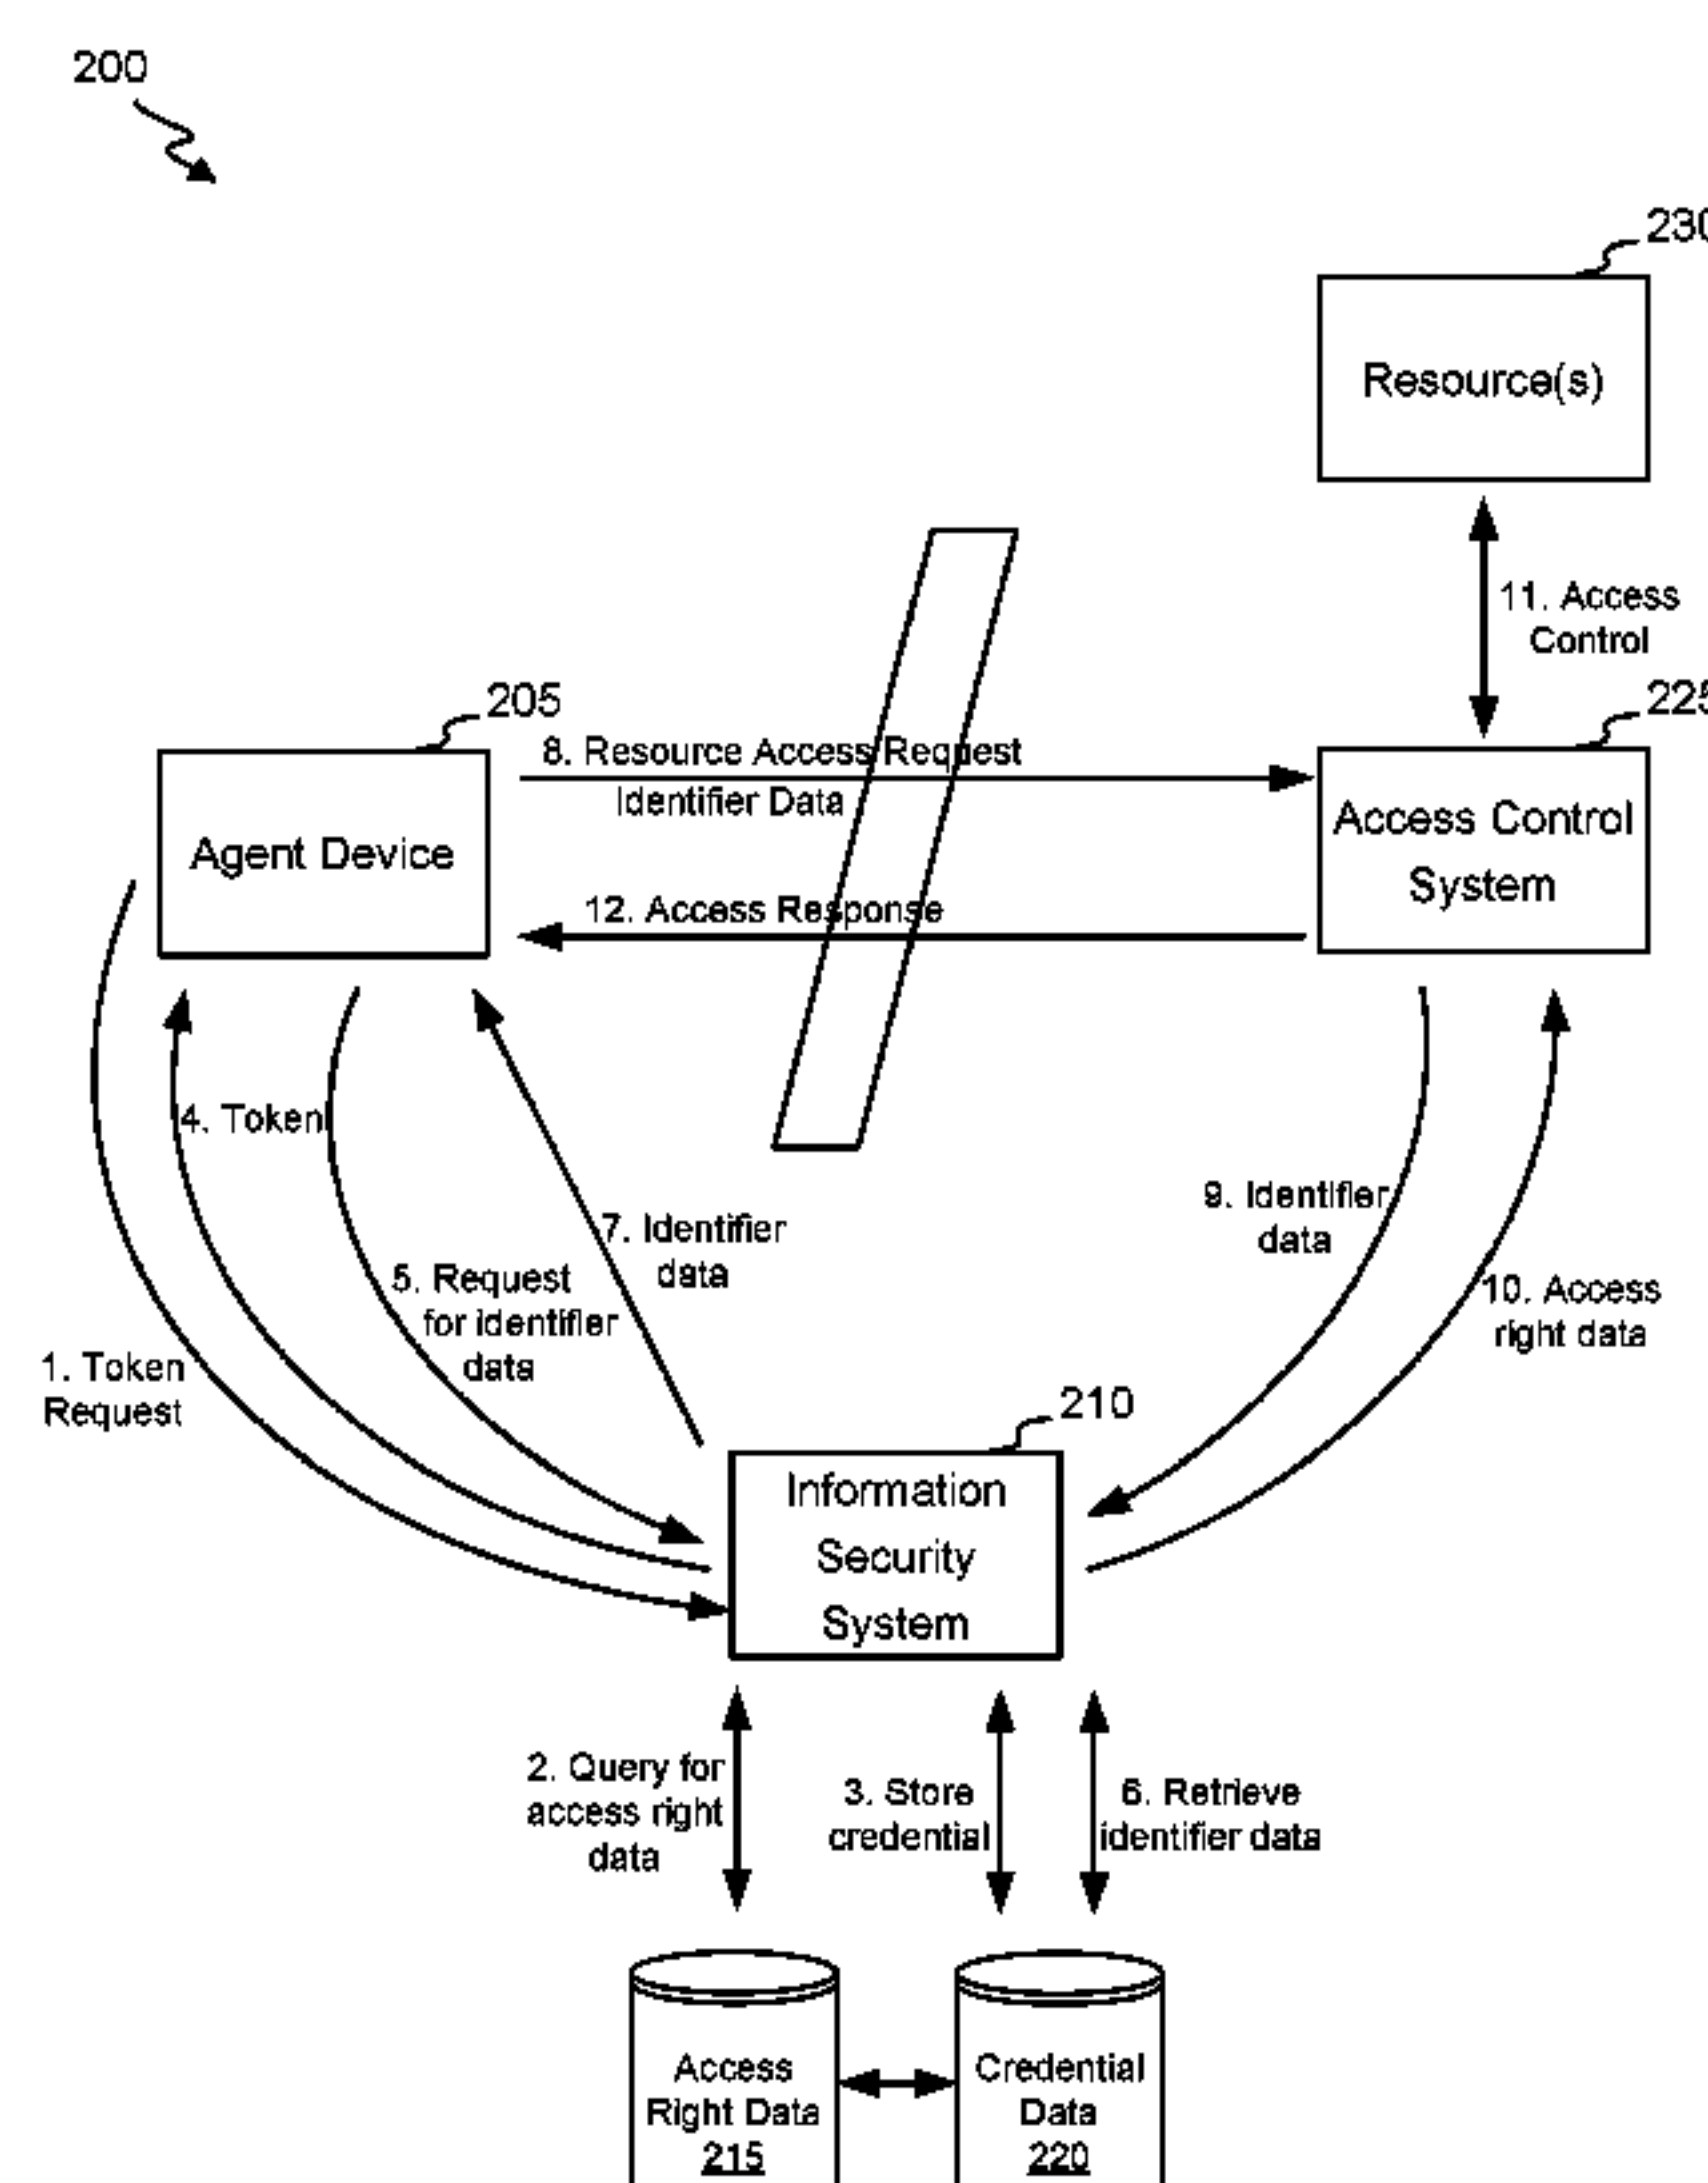 200
230
Resource(s)
11. Access
Control
205
225
8. Resource Access Request
Identifier Data
Agent Device
Access Control
System
12. Access Response
4. Token
9. Identifier
data
7. Identifier
data
5. Request
for identifier
data
10. Access
right data
1. Token
Request
210
Information
Security
System
2. Query for
access right
data
3. Store
credential
6. Retrieve
identifier data
Access
Right Data
215
Credential
Data
220